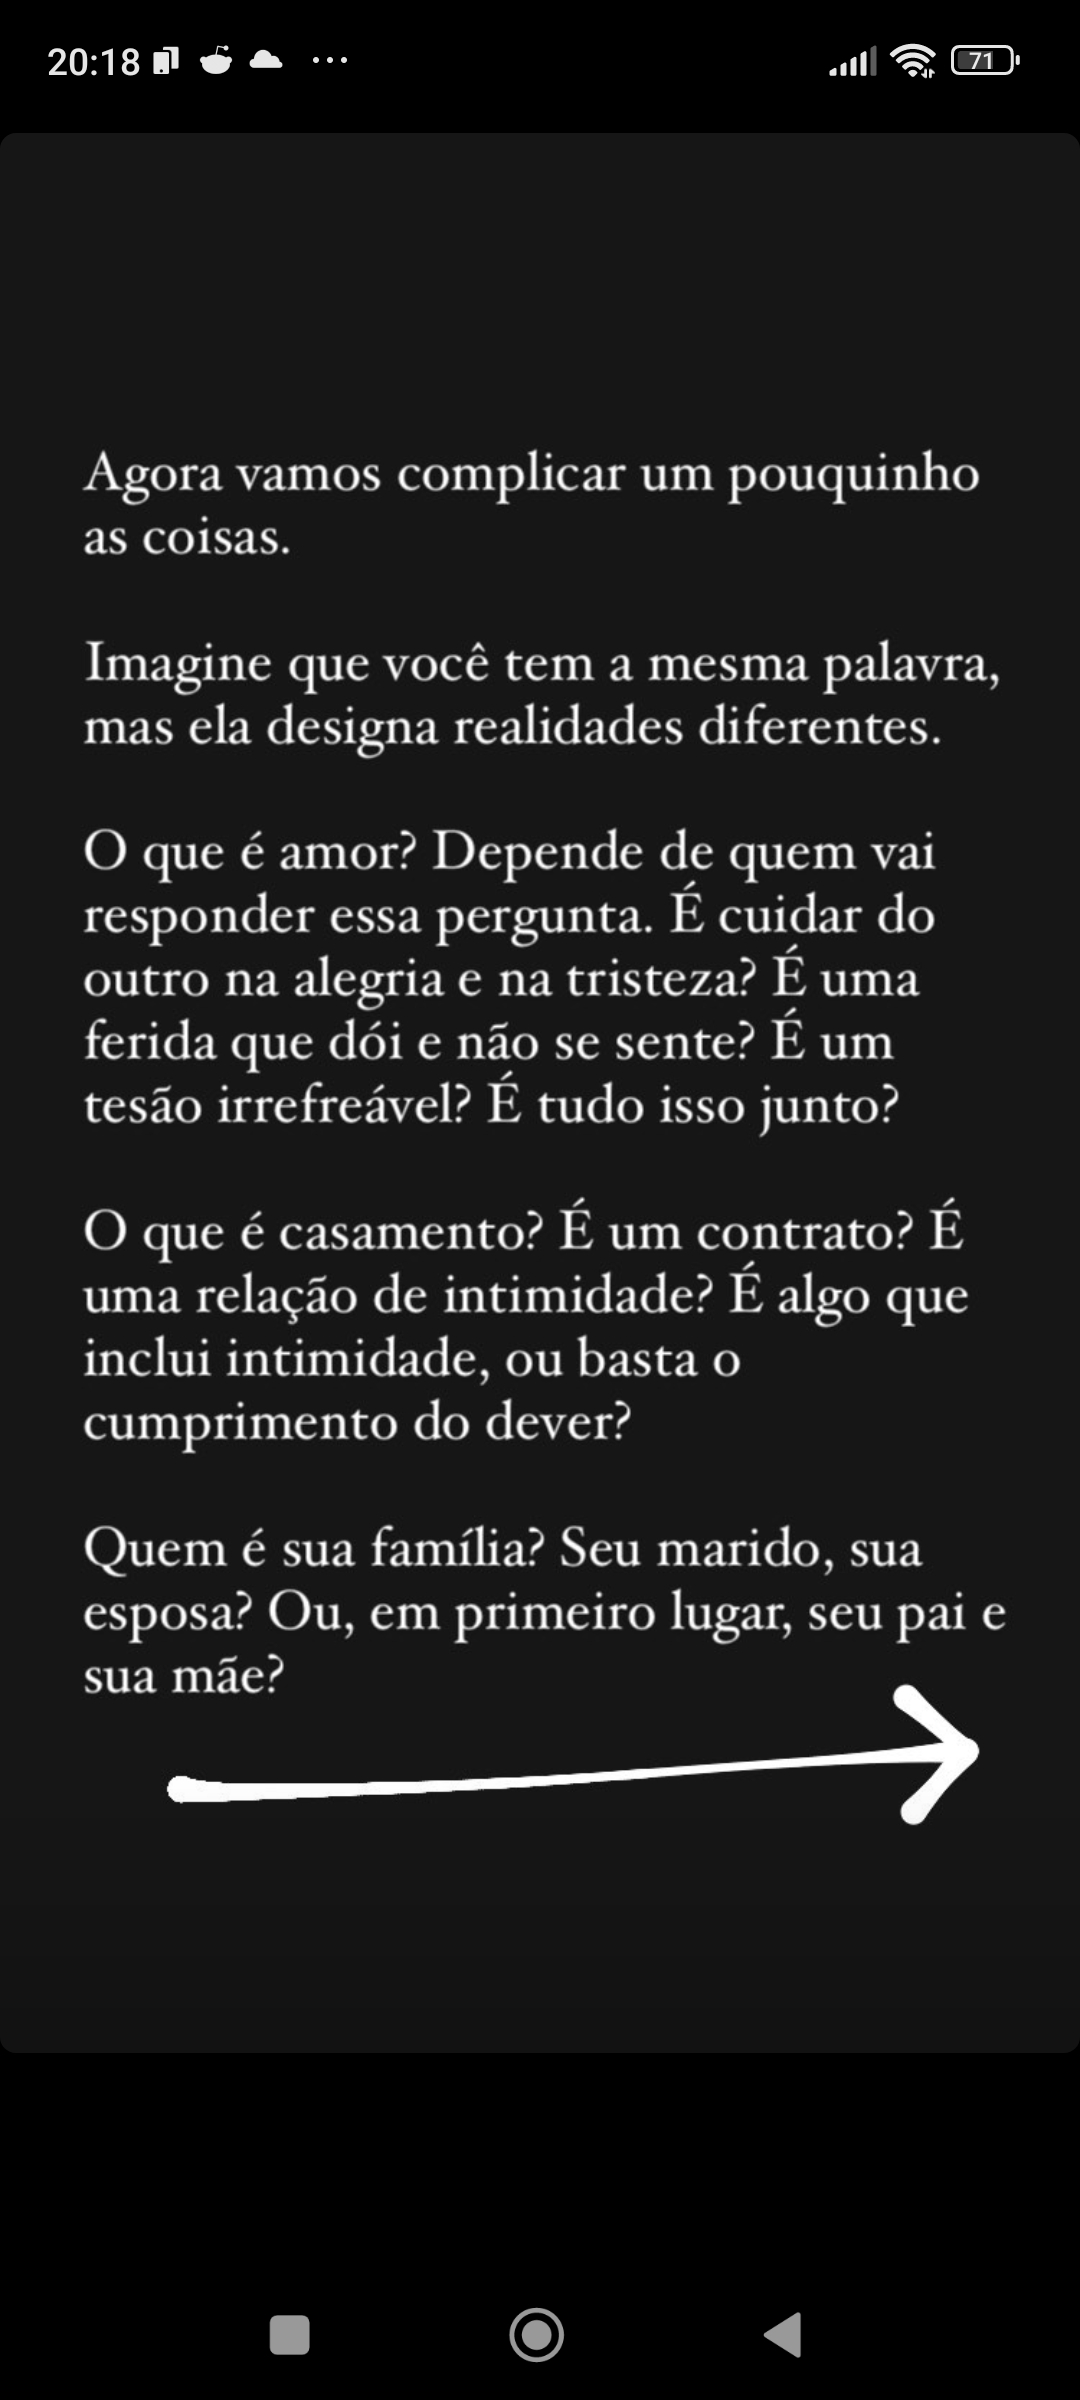 20:18
71
Agora vamos complicar um pouquinho
as coisas.
Imagine que você tem a mesma palavra,
mas ela designa realidades diferentes.
O que é amor? Depende de quem vai
responder essa pergunta. É cuidar do
outro na alegria e na tristeza? É uma
ferida que dói e não se sente? É um
tesão irrefreável? É tudo isso junto?
O que é casamento? É um contrato? É
uma relação de intimidade? É algo que
inclui intimidade, ou basta o
cumprimento do dever?
Quem é sua família? Seu marido, sua
esposa? Ou, em primeiro lugar, seu pai e
sua mãe?